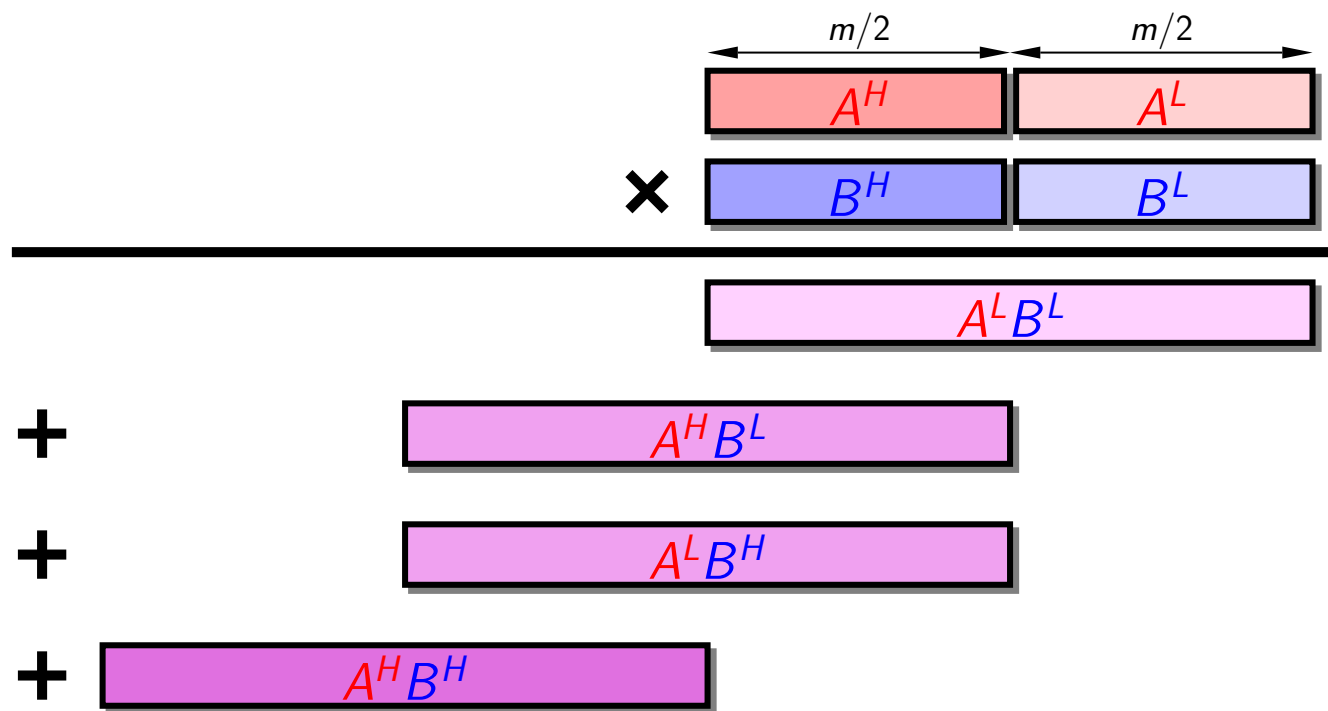 m/2 m/2
A^H A^L
× B^H B^L
A^L B^L
+ A^H B^L
+ A^L B^H
+ A^H B^H